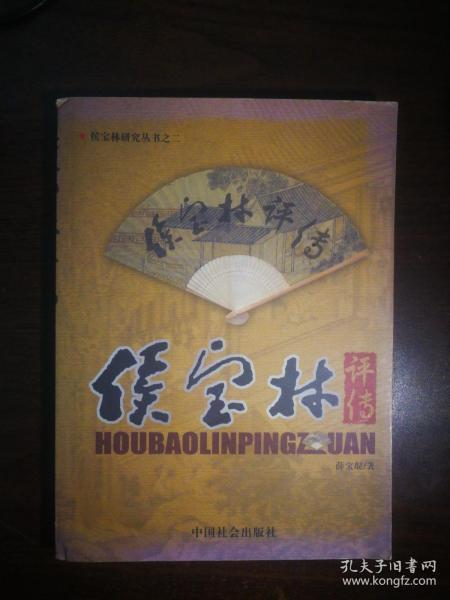 侯宝林研究丛书之二
侯宝林评传
侯宝林
评传
HOUBAOLINPINGZHUAN
薛宝琨/著
中国社会出版社
孔夫子旧书网
www.kongfz.com